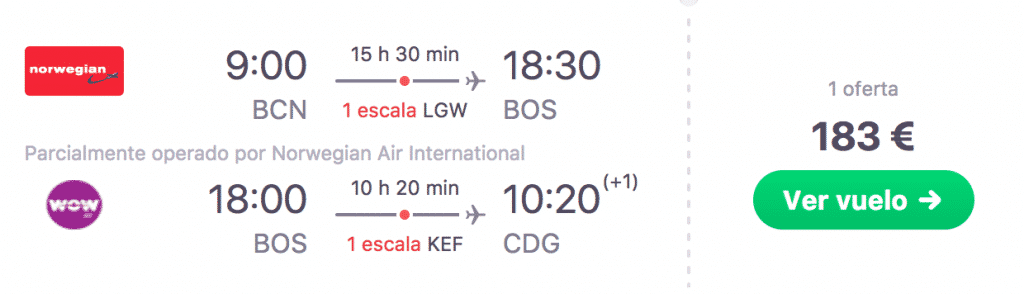 norwegian
9:00 15 h 30 min 18:30
BCN 1 escala LGW BOS
Parcialmente operado por Norwegian Air International
WOW
18:00 10 h 20 min 10:20 (+1)
BOS 1 escala KEF CDG
1 oferta
183 €
Ver vuelo →